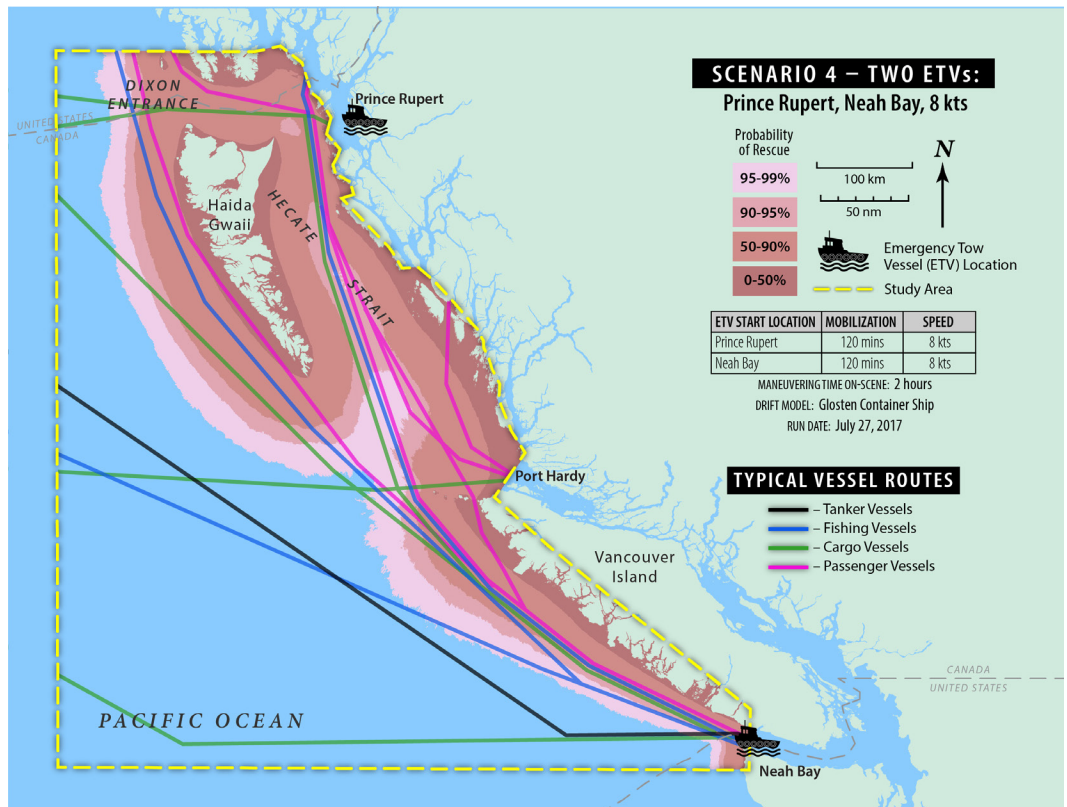 SCENARIO 4 – TWO ETVs:
Prince Rupert, Neah Bay, 8 kts
Probability
of Rescue
95-99%
90-95%
50-90%
0-50%
100 km
50 nm
N
Emergency Tow
Vessel (ETV) Location
Study Area
ETV START LOCATION MOBILIZATION SPEED
Prince Rupert 120 mins 8 kts
Neah Bay 120 mins 8 kts
MANEUVERING TIME ON-SCENE: 2 hours
DRIFT MODEL: Glosten Container Ship
RUN DATE: July 27, 2017
TYPICAL VESSEL ROUTES
– Tanker Vessels
– Fishing Vessels
– Cargo Vessels
– Passenger Vessels
DIXON
ENTRANCE
UNITED STATES
CANADA
Prince Rupert
Haida
Gwaii
HECATE
STRAIT
Port Hardy
Vancouver
Island
CANADA
UNITED STATES
PACIFIC OCEAN
Neah Bay